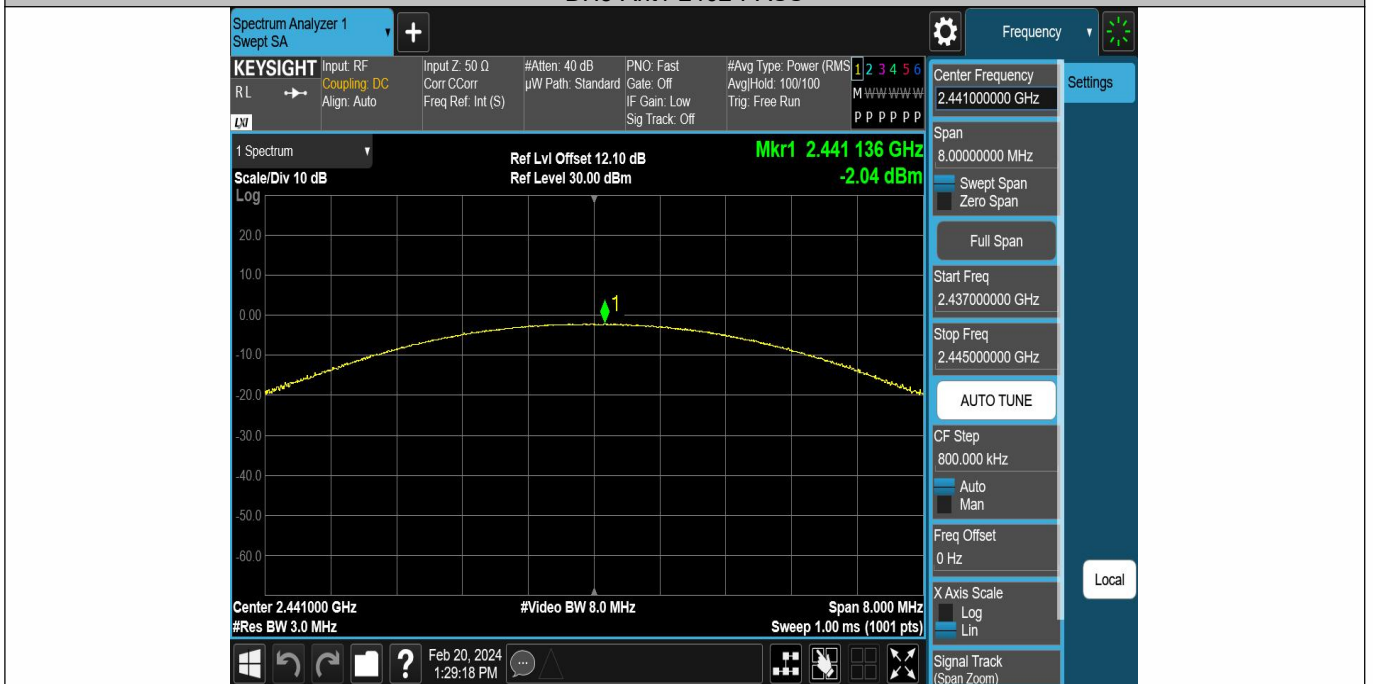 Spectrum Analyzer 1
Swept SA
+
Frequency
KEYSIGHT
RL
LXI
Input: RF
Coupling: DC
Align: Auto
Input Z: 50 Ω
Corr CCorr
Freq Ref: Int (S)
#Atten: 40 dB
µW Path: Standard
PNO: Fast
Gate: Off
IF Gain: Low
Sig Track: Off
#Avg Type: Power (RMS
Avg|Hold: 100/100
Trig: Free Run
1 2 3 4 5 6
M W W W W W
P P P P P P
1 Spectrum
Scale/Div 10 dB
Log
Ref Lvl Offset 12.10 dB
Ref Level 30.00 dBm
Mkr1 2.441 136 GHz
-2.04 dBm
20.0
10.0
0.00
-10.0
-20.0
-30.0
-40.0
-50.0
-60.0
1
Center 2.441000 GHz
#Res BW 3.0 MHz
#Video BW 8.0 MHz
Span 8.000 MHz
Sweep 1.00 ms (1001 pts)
Center Frequency
2.441000000 GHz
Settings
Span
8.00000000 MHz
Swept Span
Zero Span
Full Span
Start Freq
2.437000000 GHz
Stop Freq
2.445000000 GHz
AUTO TUNE
CF Step
800.000 kHz
Auto
Man
Freq Offset
0 Hz
X Axis Scale
Log
Lin
Local
Signal Track
(Span Zoom)
?
Feb 20, 2024
1:29:18 PM